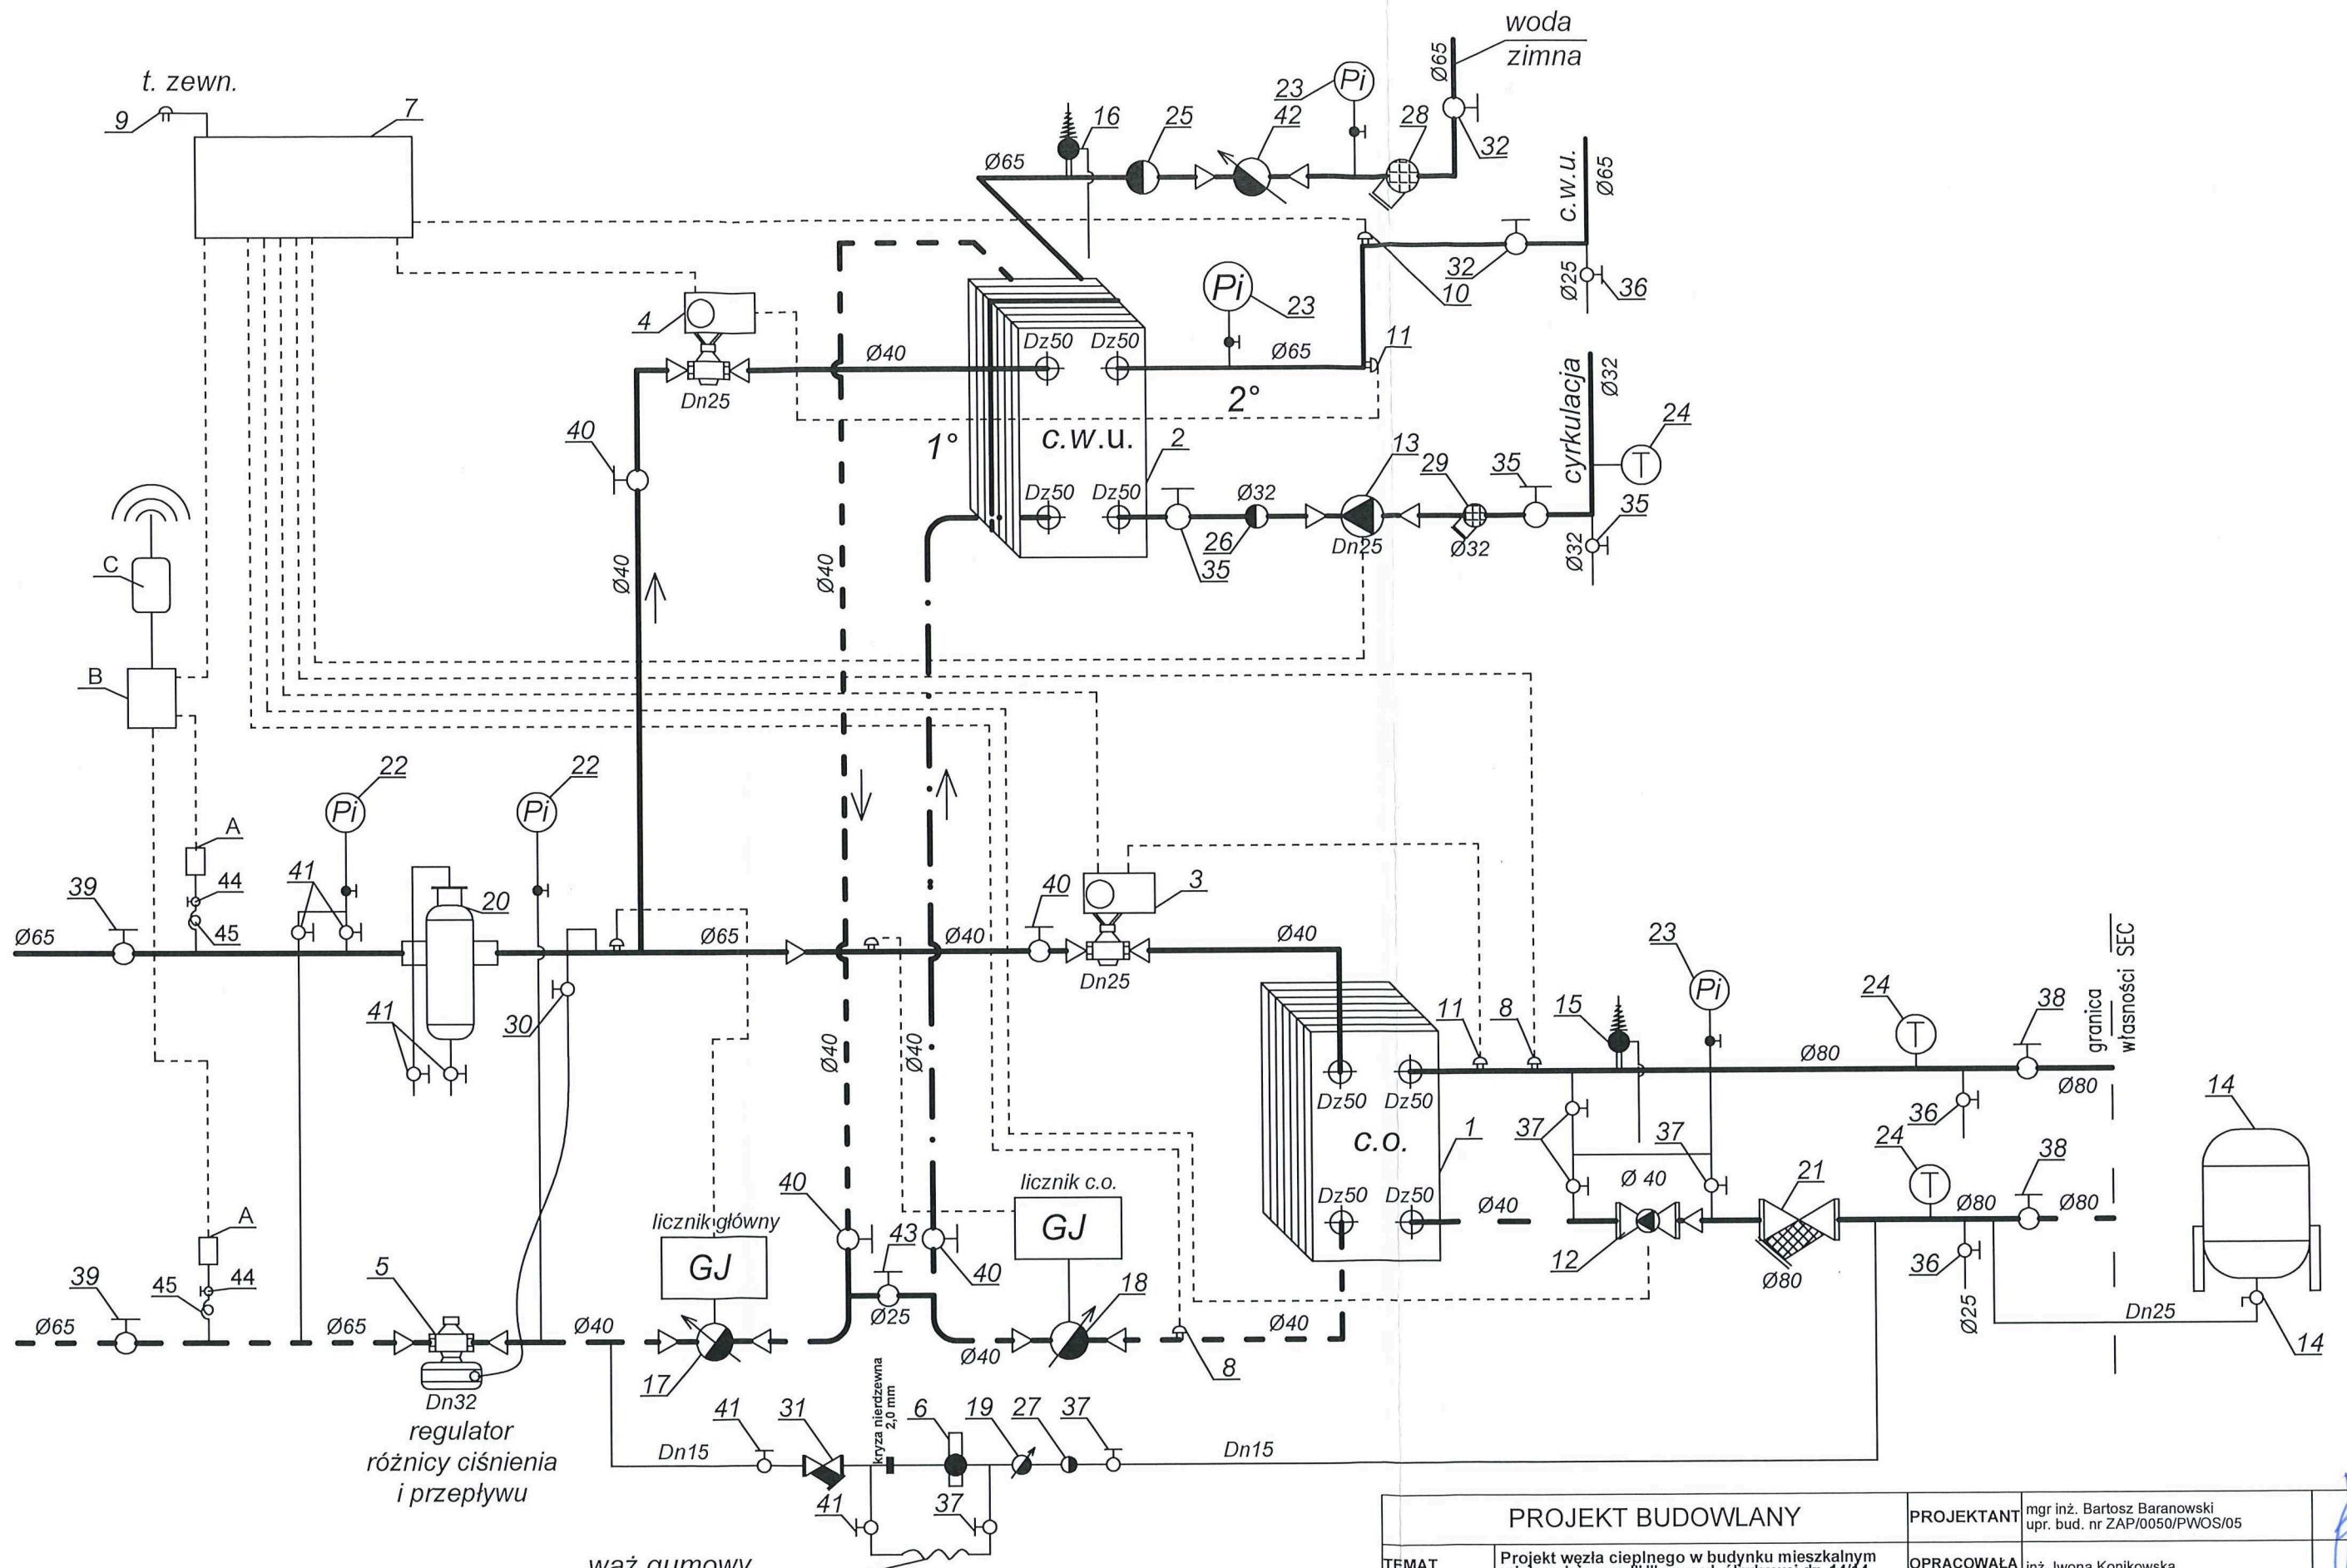 woda
zimna
Ø65
t. zewn.
9
7
23
Pi
16
25
42
28
32
Ø65
c.w.u.
Ø65
32
10
Ø25
36
4
Pi
23
Dz50
Dz50
Ø40
Ø65
11
Dn25
2°
cyrkulacja
Ø32
24
T
40
1°
c.w.u.
2
13
29
35
Dz50
Dz50
Ø32
26
35
Dn25
Ø32
35
Ø32
C
Ø40
Ø40
B
22
22
Pi
Pi
A
39
44
41
20
45
40
3
Ø65
Ø65
Ø40
Ø40
Dn25
23
Pi
granica
własności SEC
41
30
Ø40
Ø40
11
8
15
24
T
38
Ø80
Ø80
Dz50
Dz50
14
36
c.o.
1
37
37
24
T
38
40
licznik c.o.
Dz50
Dz50
Ø 40
21
licznik główny
GJ
GJ
43
40
18
Ø40
12
Ø80
Ø80
Ø80
36
Ø25
Dn25
14
A
39
5
45
44
Ø65
Ø65
Ø40
Ø25
Ø40
Ø40
8
17
Dn32
regulator
różnicy ciśnienia
i przepływu
41
31
kryza nierdzewna
2,0 mm
6
19
27
37
Dn15
Dn15
41
37
wąż gumowy
PROJEKT BUDOWLANY
PROJEKTANT
mgr inż. Bartosz Baranowski
upr. bud. nr ZAP/0050/PWOS/05
TEMAT
Projekt węzła cieplnego w budynku mieszkalnym
OPRACOWAŁA
inż. Iwona Konikowska